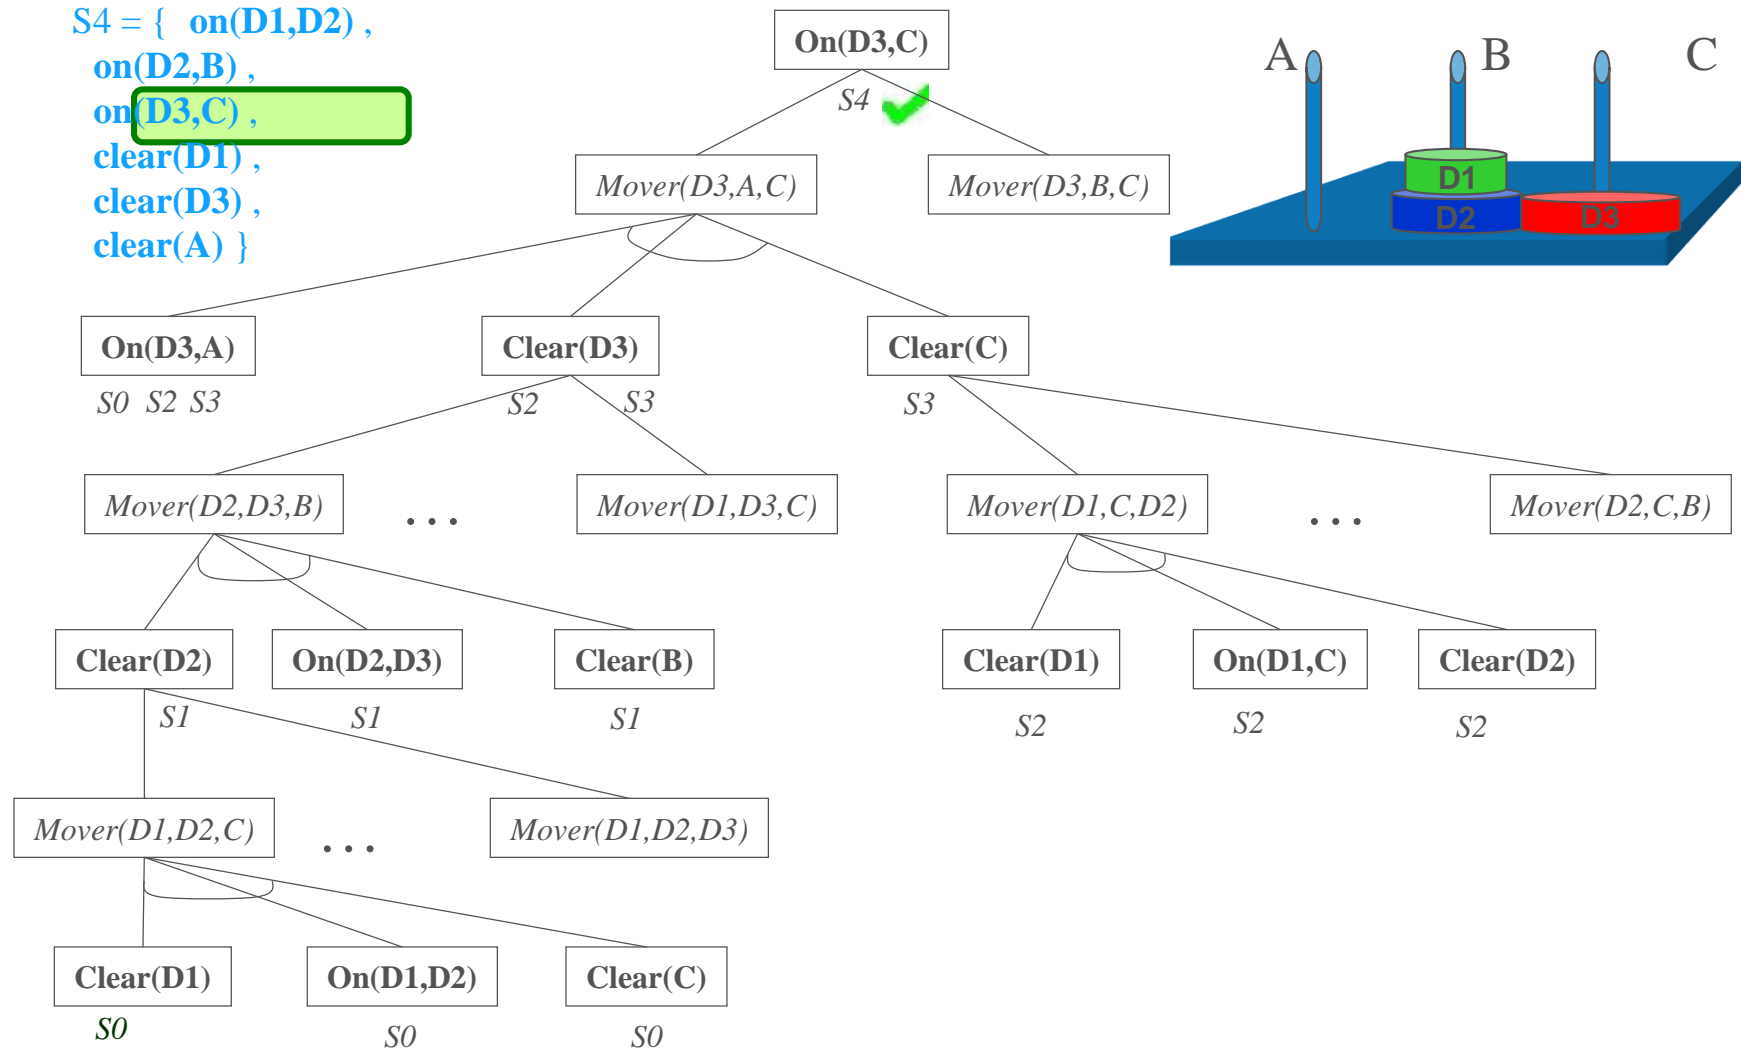 S4 = { on(D1,D2) ,
on(D2,B) ,
on(D3,C) ,
clear(D1) ,
clear(D3) ,
clear(A) }
On(D3,C)
S4
A B C
D1
D2 D3
Mover(D3,A,C) Mover(D3,B,C)
On(D3,A) Clear(D3) Clear(C)
S0 S2 S3 S2 S3 S3
Mover(D2,D3,B) ... Mover(D1,D3,C) Mover(D1,C,D2) ... Mover(D2,C,B)
Clear(D2) On(D2,D3) Clear(B) Clear(D1) On(D1,C) Clear(D2)
S1 S1 S1 S2 S2 S2
Mover(D1,D2,C) ... Mover(D1,D2,D3)
Clear(D1) On(D1,D2) Clear(C)
S0 S0 S0